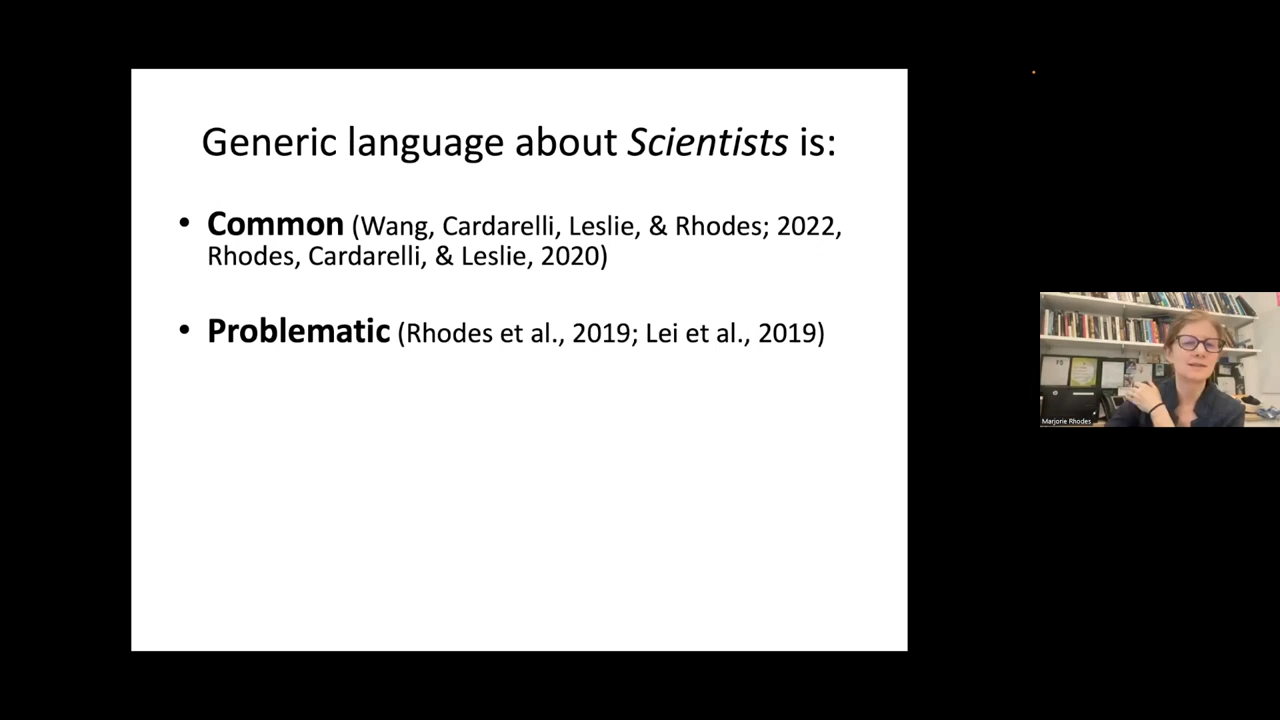 Generic language about Scientists is:
• Common (Wang, Cardarelli, Leslie, & Rhodes; 2022,
Rhodes, Cardarelli, & Leslie, 2020)
• Problematic (Rhodes et al., 2019; Lei et al., 2019)
Marjorie Rhodes